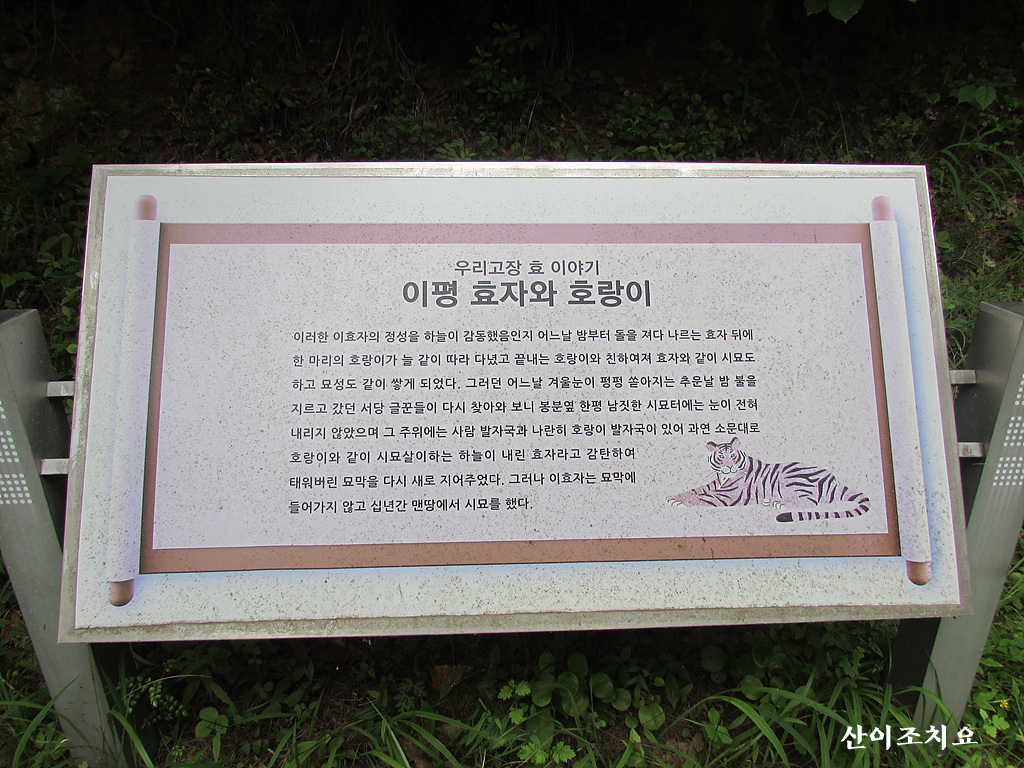 우리고장 효 이야기
이평 효자와 호랑이
이러한 이효자의 정성을 하늘이 감동했음인지 어느날 밤부터 돌을 져다 나르는 효자 뒤에
한 마리의 호랑이가 늘 같이 따라 다녔고 끝내는 호랑이와 친하여져 효자와 같이 시묘도
하고 묘성도 같이 쌓게 되었다. 그러던 어느날 겨울눈이 펑펑 쏟아지는 추운날 밤 불을
지르고 갔던 서당 글꾼들이 다시 찾아와 보니 봉분옆 한평 남짓한 시묘터에는 눈이 전혀
내리지 않았으며 그 주위에는 사람 발자국과 나란히 호랑이 발자국이 있어 과연 소문대로
호랑이와 같이 시묘살이하는 하늘이 내린 효자라고 감탄하여
태워버린 묘막을 다시 새로 지어주었다. 그러나 이효자는 묘막에
들어가지 않고 십년간 맨땅에서 시묘를 했다.
산이조치요